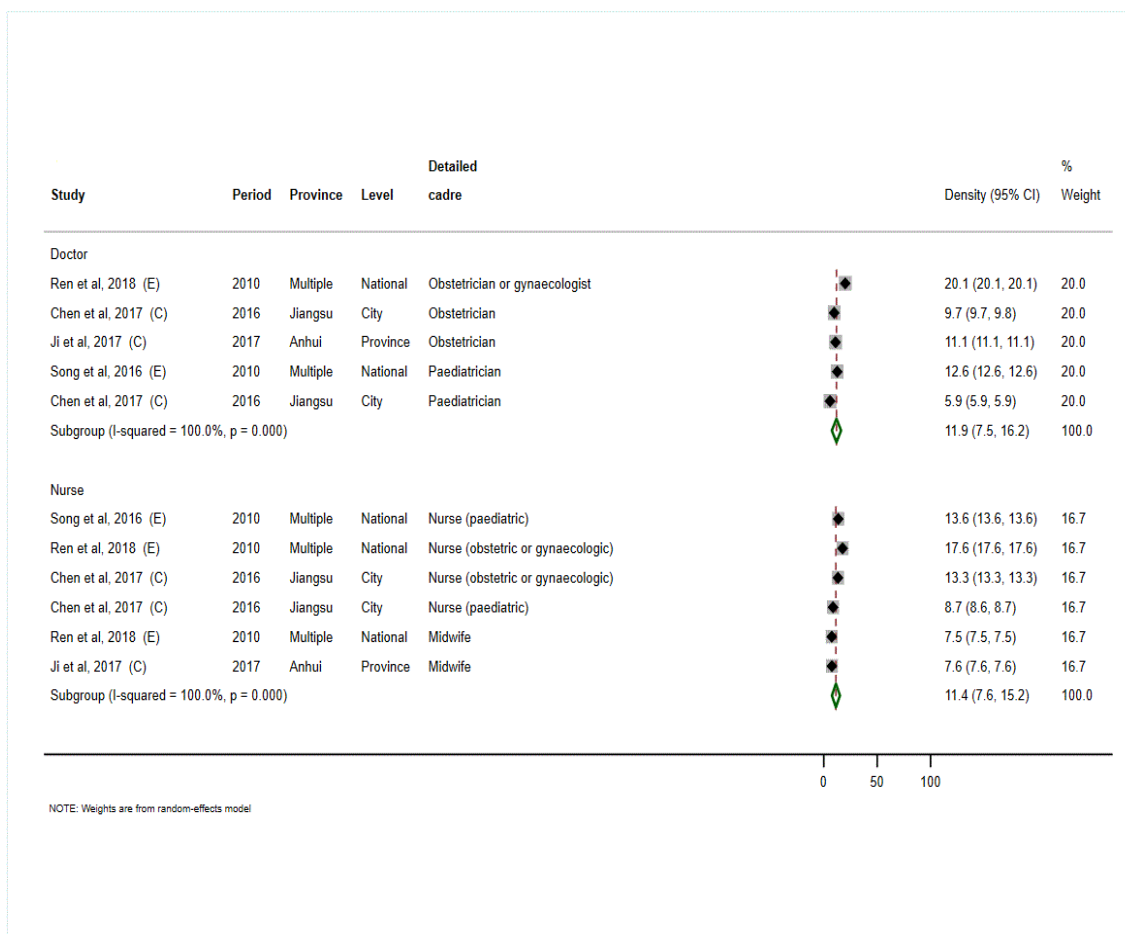 Detailed %
Study Period Province Level cadre Density (95% CI) Weight
Doctor
Ren et al, 2018 (E) 2010 Multiple National Obstetrician or gynaecologist 20.1 (20.1, 20.1) 20.0
Chen et al, 2017 (C) 2016 Jiangsu City Obstetrician 9.7 (9.7, 9.8) 20.0
Ji et al, 2017 (C) 2017 Anhui Province Obstetrician 11.1 (11.1, 11.1) 20.0
Song et al, 2016 (E) 2010 Multiple National Paediatrician 12.6 (12.6, 12.6) 20.0
Chen et al, 2017 (C) 2016 Jiangsu City Paediatrician 5.9 (5.9, 5.9) 20.0
Subgroup (I-squared = 100.0%, p = 0.000) 11.9 (7.5, 16.2) 100.0
Nurse
Song et al, 2016 (E) 2010 Multiple National Nurse (paediatric) 13.6 (13.6, 13.6) 16.7
Ren et al, 2018 (E) 2010 Multiple National Nurse (obstetric or gynaecologic) 17.6 (17.6, 17.6) 16.7
Chen et al, 2017 (C) 2016 Jiangsu City Nurse (obstetric or gynaecologic) 13.3 (13.3, 13.3) 16.7
Chen et al, 2017 (C) 2016 Jiangsu City Nurse (paediatric) 8.7 (8.6, 8.7) 16.7
Ren et al, 2018 (E) 2010 Multiple National Midwife 7.5 (7.5, 7.5) 16.7
Ji et al, 2017 (C) 2017 Anhui Province Midwife 7.6 (7.6, 7.6) 16.7
Subgroup (I-squared = 100.0%, p = 0.000) 11.4 (7.6, 15.2) 100.0
0 50 100
NOTE: Weights are from random-effects model